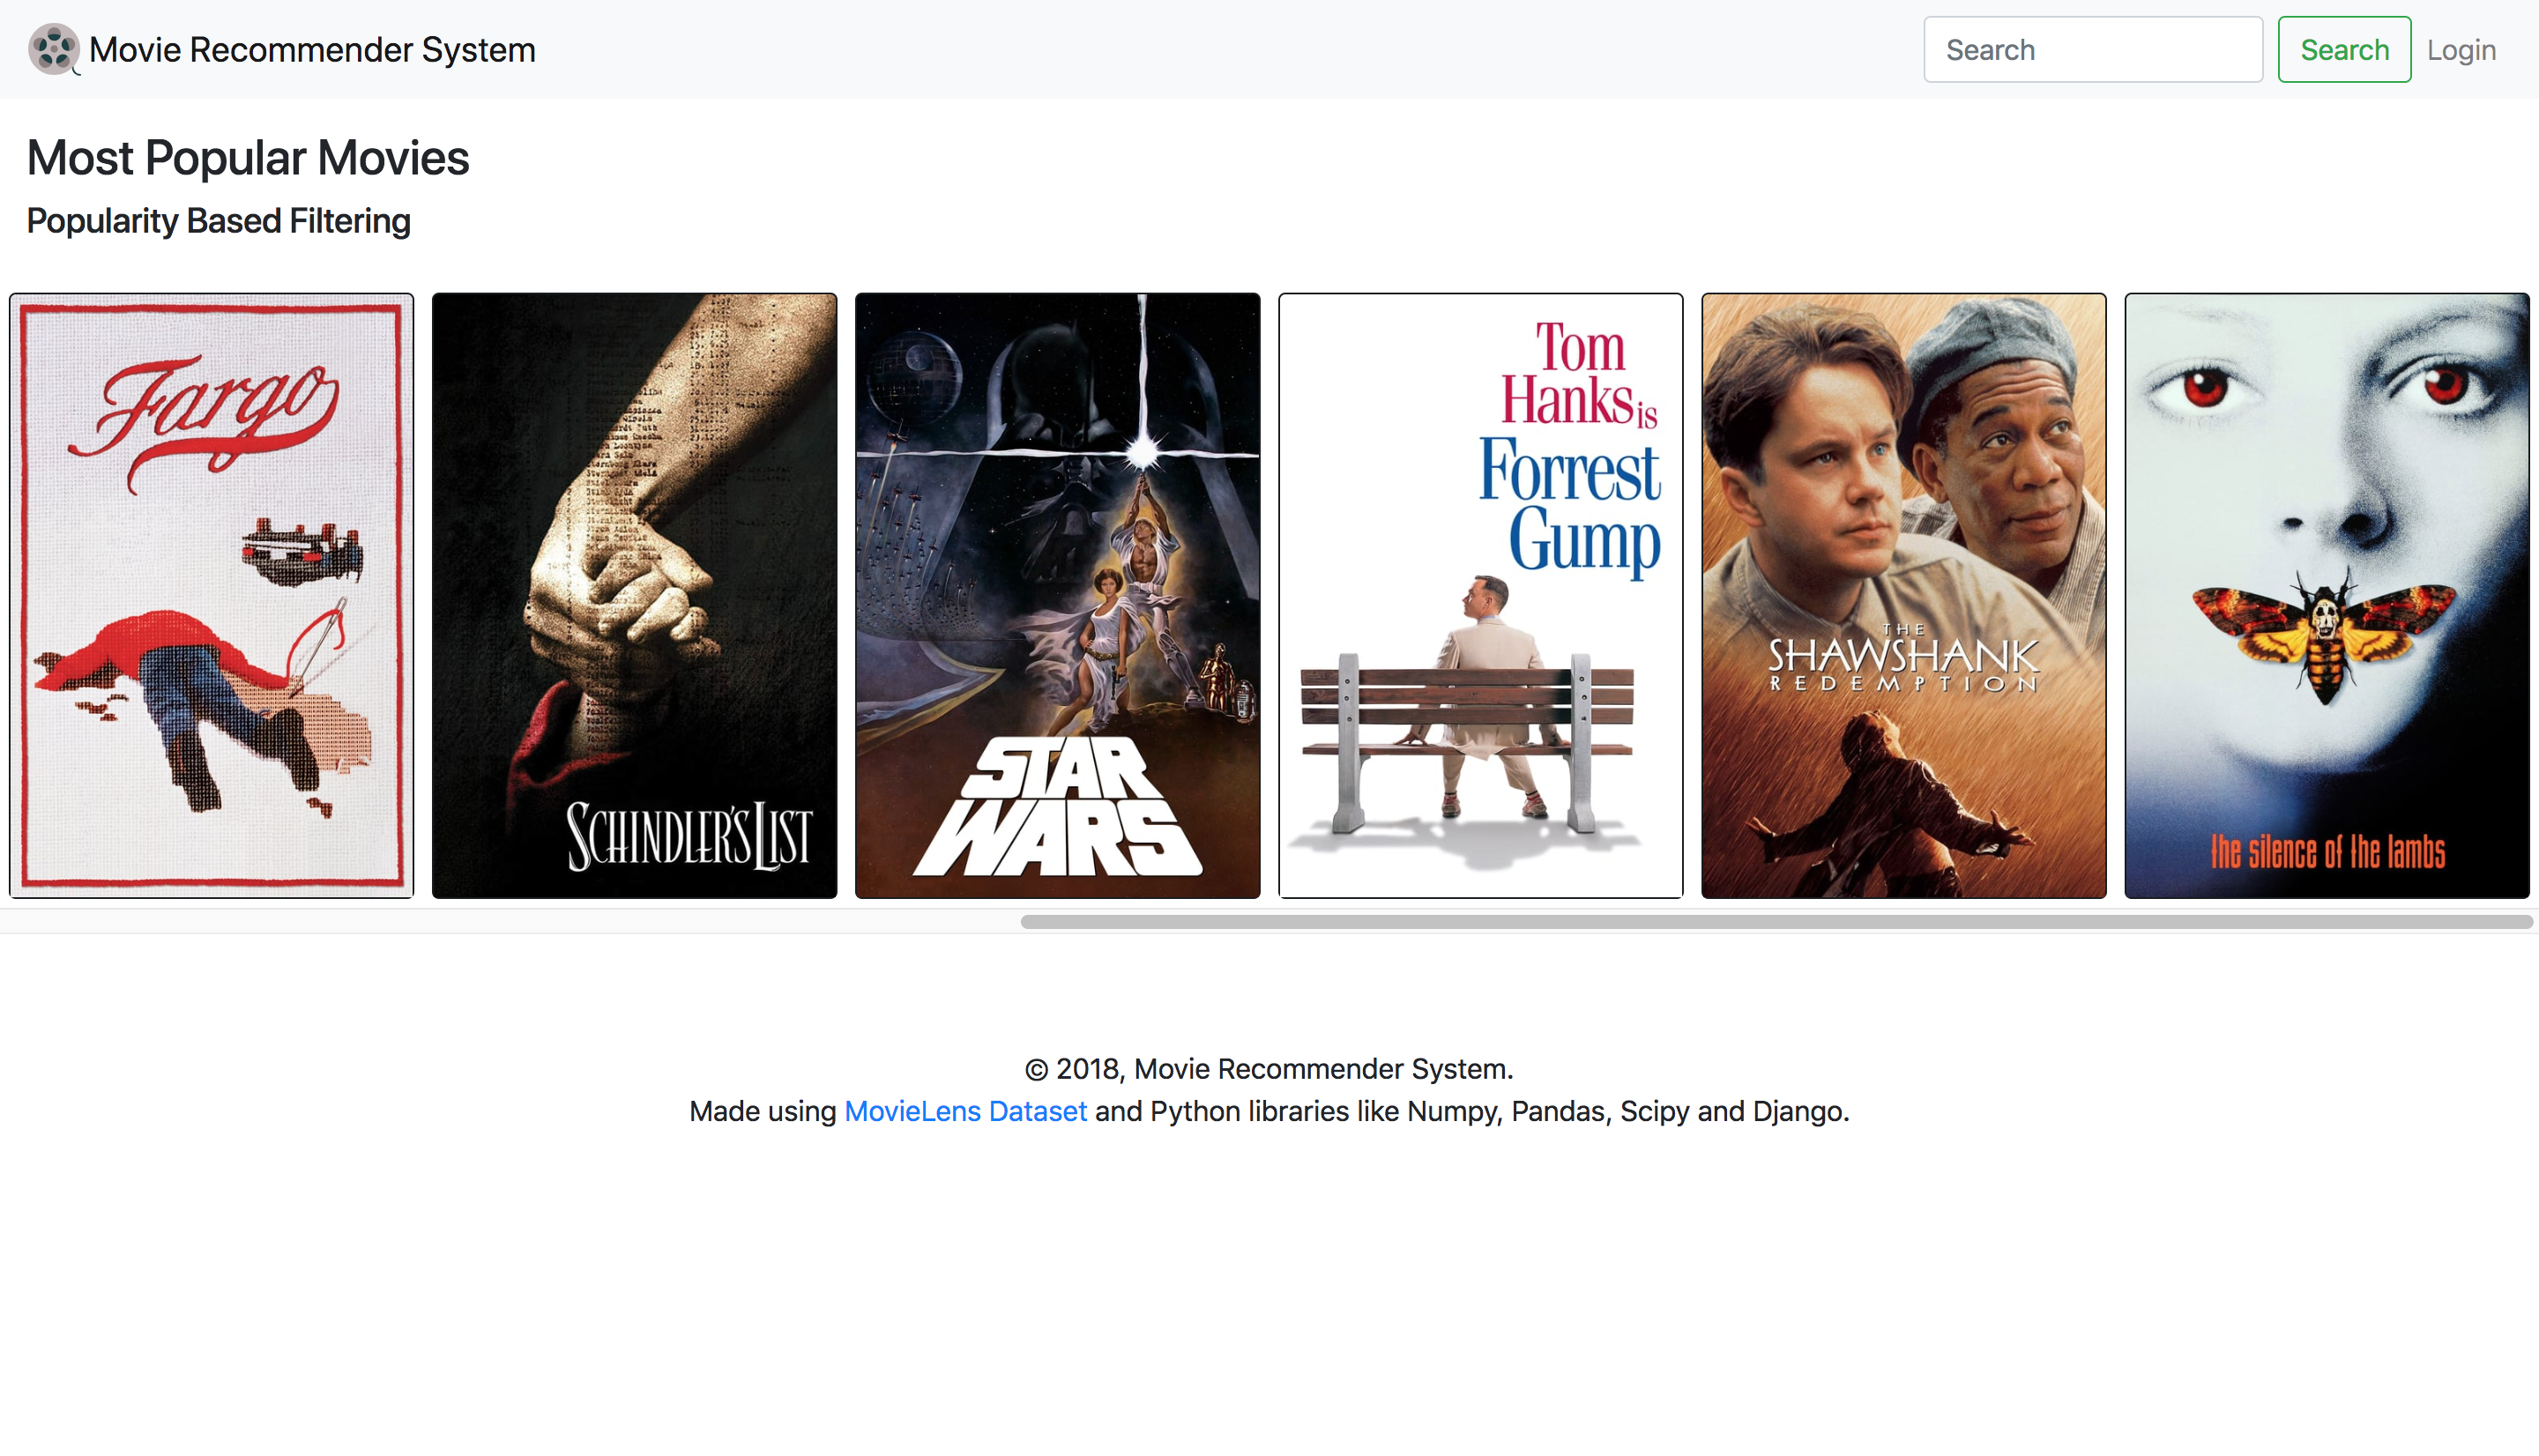 Movie Recommender System
Search
Search
Login
Most Popular Movies
Popularity Based Filtering
Fargo
SCHINDLER'S LIST
STAR
WARS
Tom
Hanks is
Forrest
Gump
THE
SHAWSHANK
REDEMPTION
the silence of the lambs
© 2018, Movie Recommender System.
Made using MovieLens Dataset and Python libraries like Numpy, Pandas, Scipy and Django.